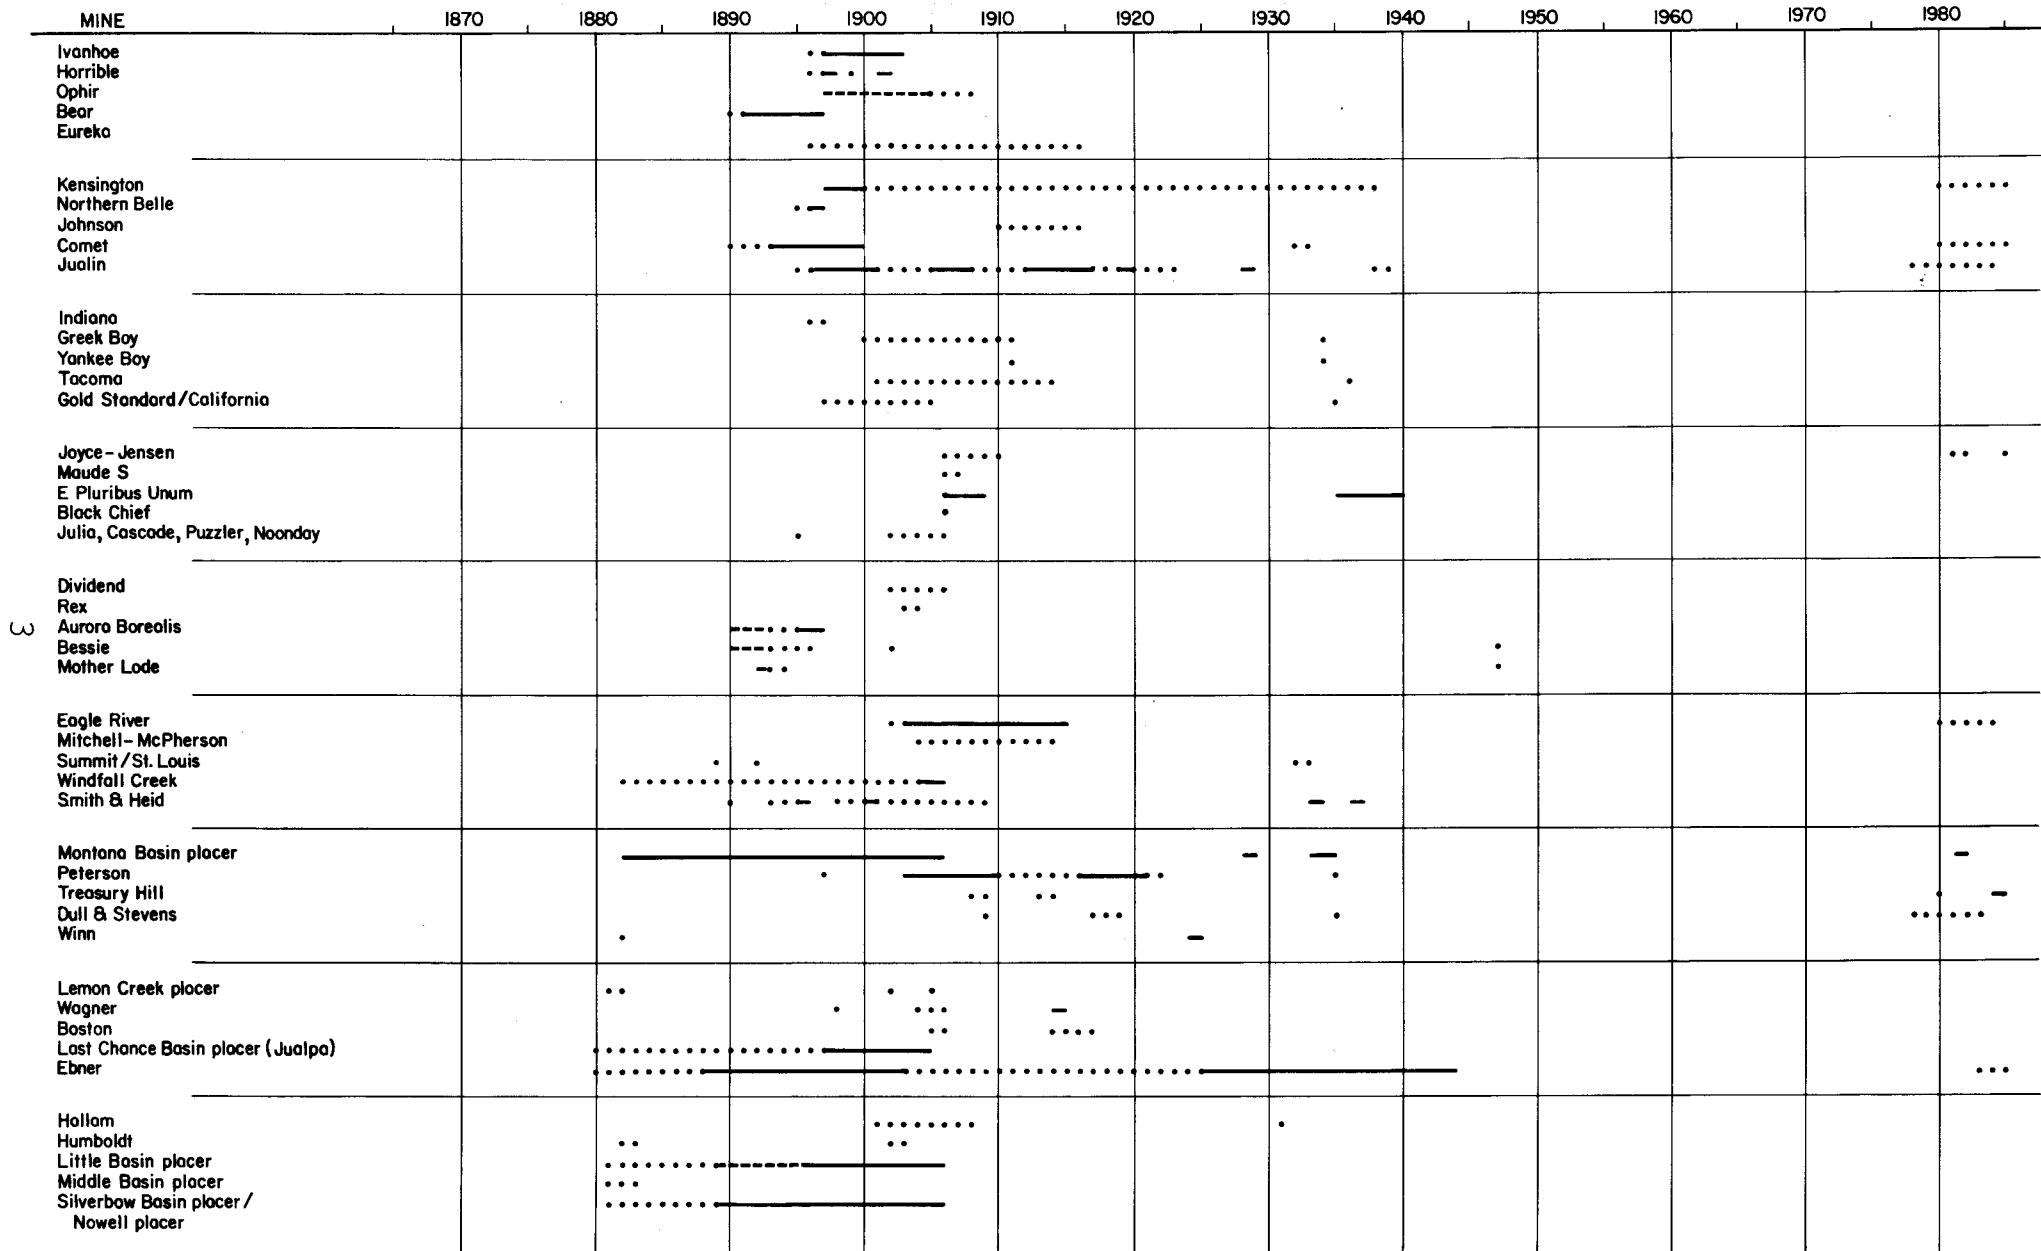 MINE 1870 1880 1890 1900 1910 1920 1930 1940 1950 1960 1970 1980
Ivanhoe
Horrible
Ophir
Bear
Eureka
Kensington
Northern Belle
Johnson
Comet
Jualin
Indiana
Greek Boy
Yankee Boy
Tacoma
Gold Standard/California
Joyce-Jensen
Maude S
E Pluribus Unum
Black Chief
Julia, Cascade, Puzzler, Noonday
Dividend
Rex
3
Aurora Borealis
Bessie
Mother Lode
Eagle River
Mitchell-McPherson
Summit/St. Louis
Windfall Creek
Smith & Heid
Montana Basin placer
Peterson
Treasury Hill
Dull & Stevens
Winn
Lemon Creek placer
Wagner
Boston
Last Chance Basin placer (Jualpa)
Ebner
Hallam
Humboldt
Little Basin placer
Middle Basin placer
Silverbow Basin placer/
Nowell placer